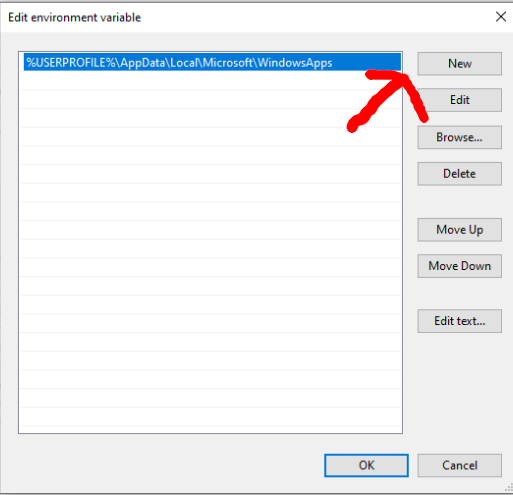 Edit environment variable
%USERPROFILE%\AppData\Local\Microsoft\WindowsApps
New
Edit
Browse...
Delete
Move Up
Move Down
Edit text...
OK
Cancel